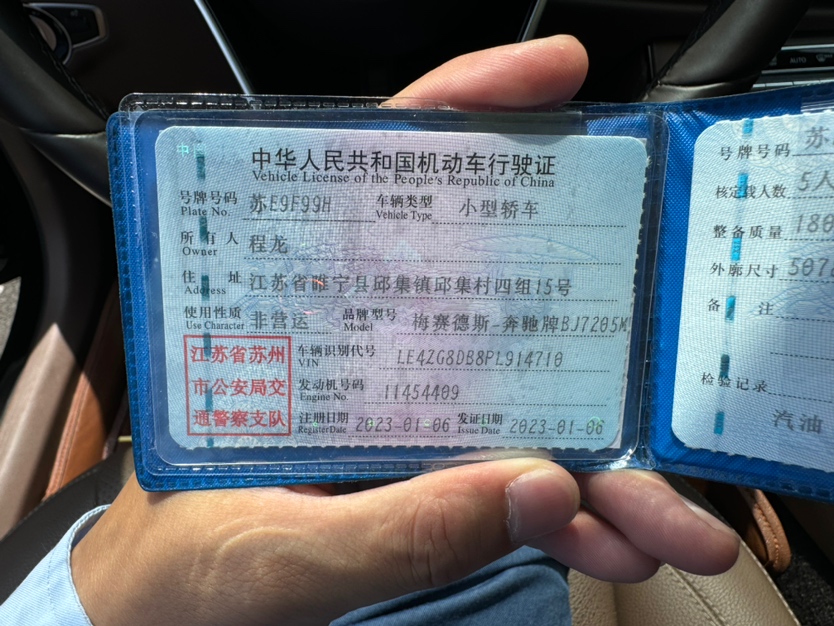 中华人民共和国机动车行驶证
Vehicle License of the People's Republic of China
号牌号码 苏E9F99H 车辆类型 小型轿车
Plate No. Vehicle Type
所有人 程龙
Owner
住址 江苏省睢宁县邱集镇邱集村四组15号
Address
使用性质 非营运 品牌型号 梅赛德斯-奔驰牌BJ7205M
Use Character Model
江苏省苏州
市公安局交
通警察支队
车辆识别代号 LE4ZG8DB8PL914710
VIN
发动机号码 11454409
Engine No.
注册日期 2023-01-06 发证日期 2023-01-06
Register Date Issue Date
号牌号码 苏
核定载人数 5人
整备质量 180
外廓尺寸 507
备注
检验记录
汽油
AUTO